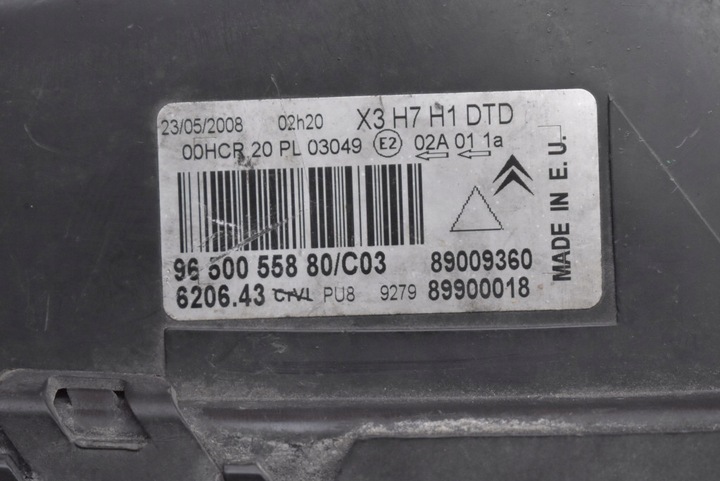 23/05/2008 02h20 X3 H7 H1 DTD
00HCR 20 PL 03049 E2 02A 01 1a
96 500 558 80/C03 89009360
6206.43 PU8 9279 89900018
MADE IN E.U.